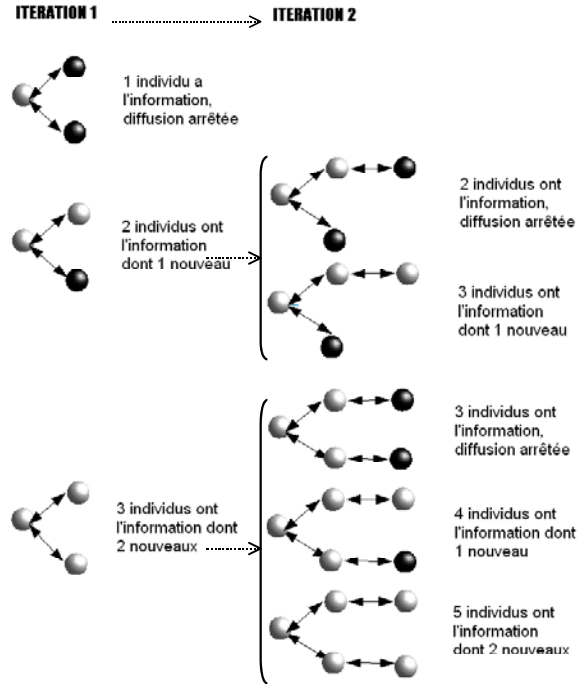 ITERATION 1
ITERATION 2
1 individu a
l'information,
diffusion arrêtée
2 individus ont
l'information
dont 1 nouveau
2 individus ont
l'information,
diffusion arrêtée
3 individus ont
l'information
dont 1 nouveau
3 individus ont
l'information dont
2 nouveaux
3 individus ont
l'information,
diffusion arrêtée
4 individus ont
l'information dont
1 nouveau
5 individus ont
l'information
dont 2 nouveaux